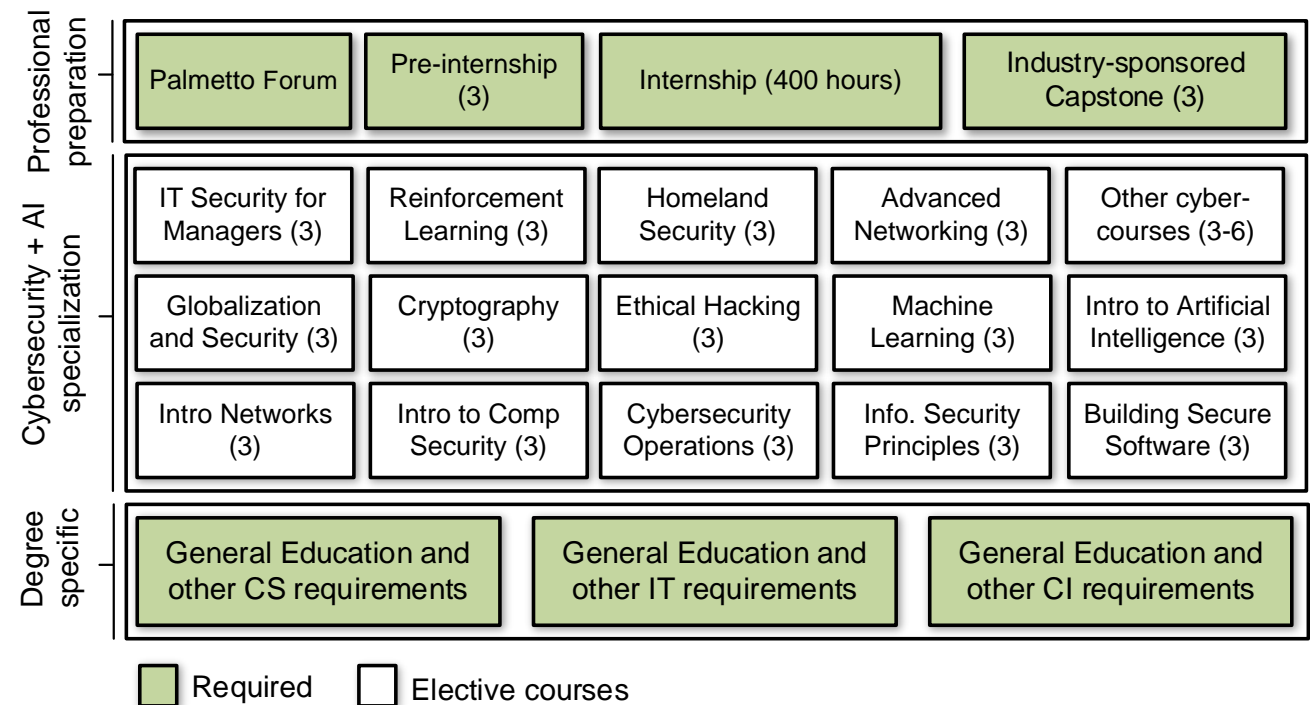 Professional
preparation
Palmetto Forum
Pre-internship
(3)
Internship (400 hours)
Industry-sponsored
Capstone (3)
Cybersecurity + AI
specialization
IT Security for
Managers (3)
Reinforcement
Learning (3)
Homeland
Security (3)
Advanced
Networking (3)
Other cyber-
courses (3-6)
Globalization
and Security (3)
Cryptography
(3)
Ethical Hacking
(3)
Machine
Learning (3)
Intro to Artificial
Intelligence (3)
Intro Networks
(3)
Intro to Comp
Security (3)
Cybersecurity
Operations (3)
Info. Security
Principles (3)
Building Secure
Software (3)
Degree
specific
General Education and
other CS requirements
General Education and
other IT requirements
General Education and
other CI requirements
Required
Elective courses